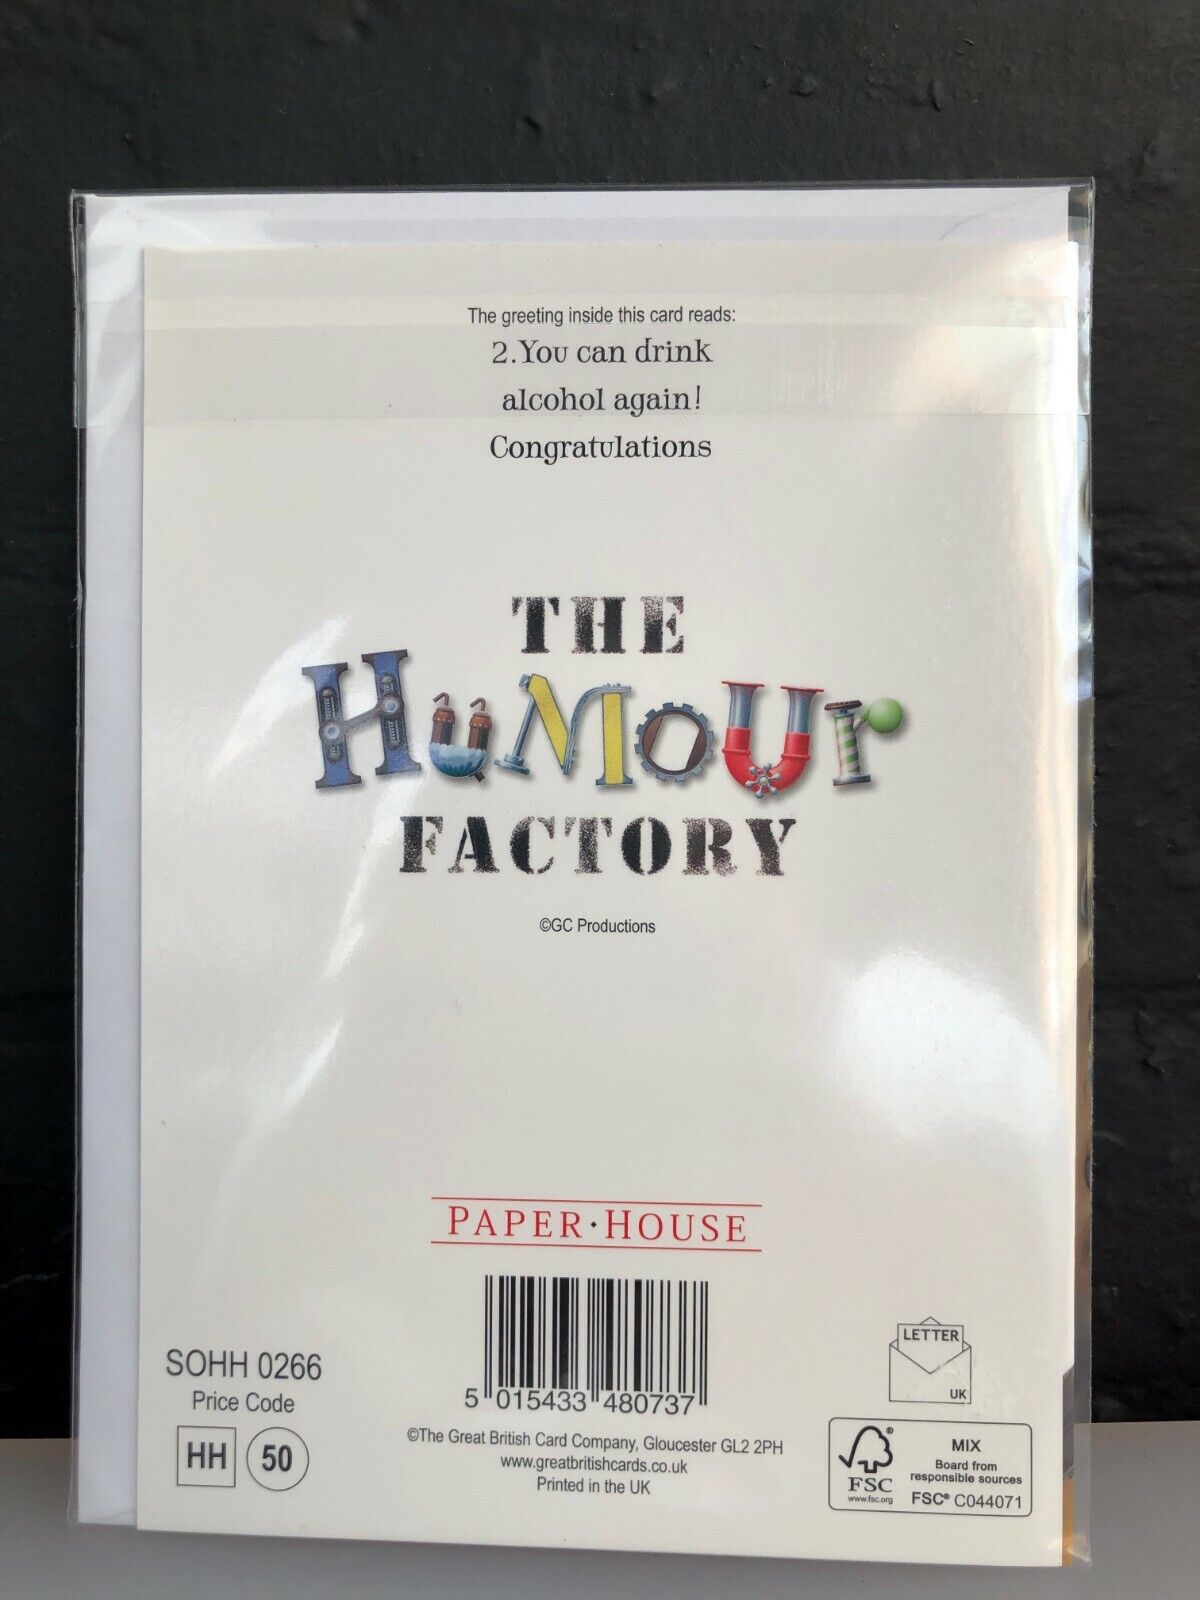 The greeting inside this card reads:
2.You can drink
alcohol again!
Congratulations
THE
HuMOUr
FACTORY
©GC Productions
PAPER·HOUSE
SOHH 0266
Price Code
HH 50
5 015433 480737
©The Great British Card Company, Gloucester GL2 2PH
www.greatbritishcards.co.uk
Printed in the UK
LETTER
UK
FSC®
www.fsc.org
MIX
Board from
responsible sources
FSC® C044071